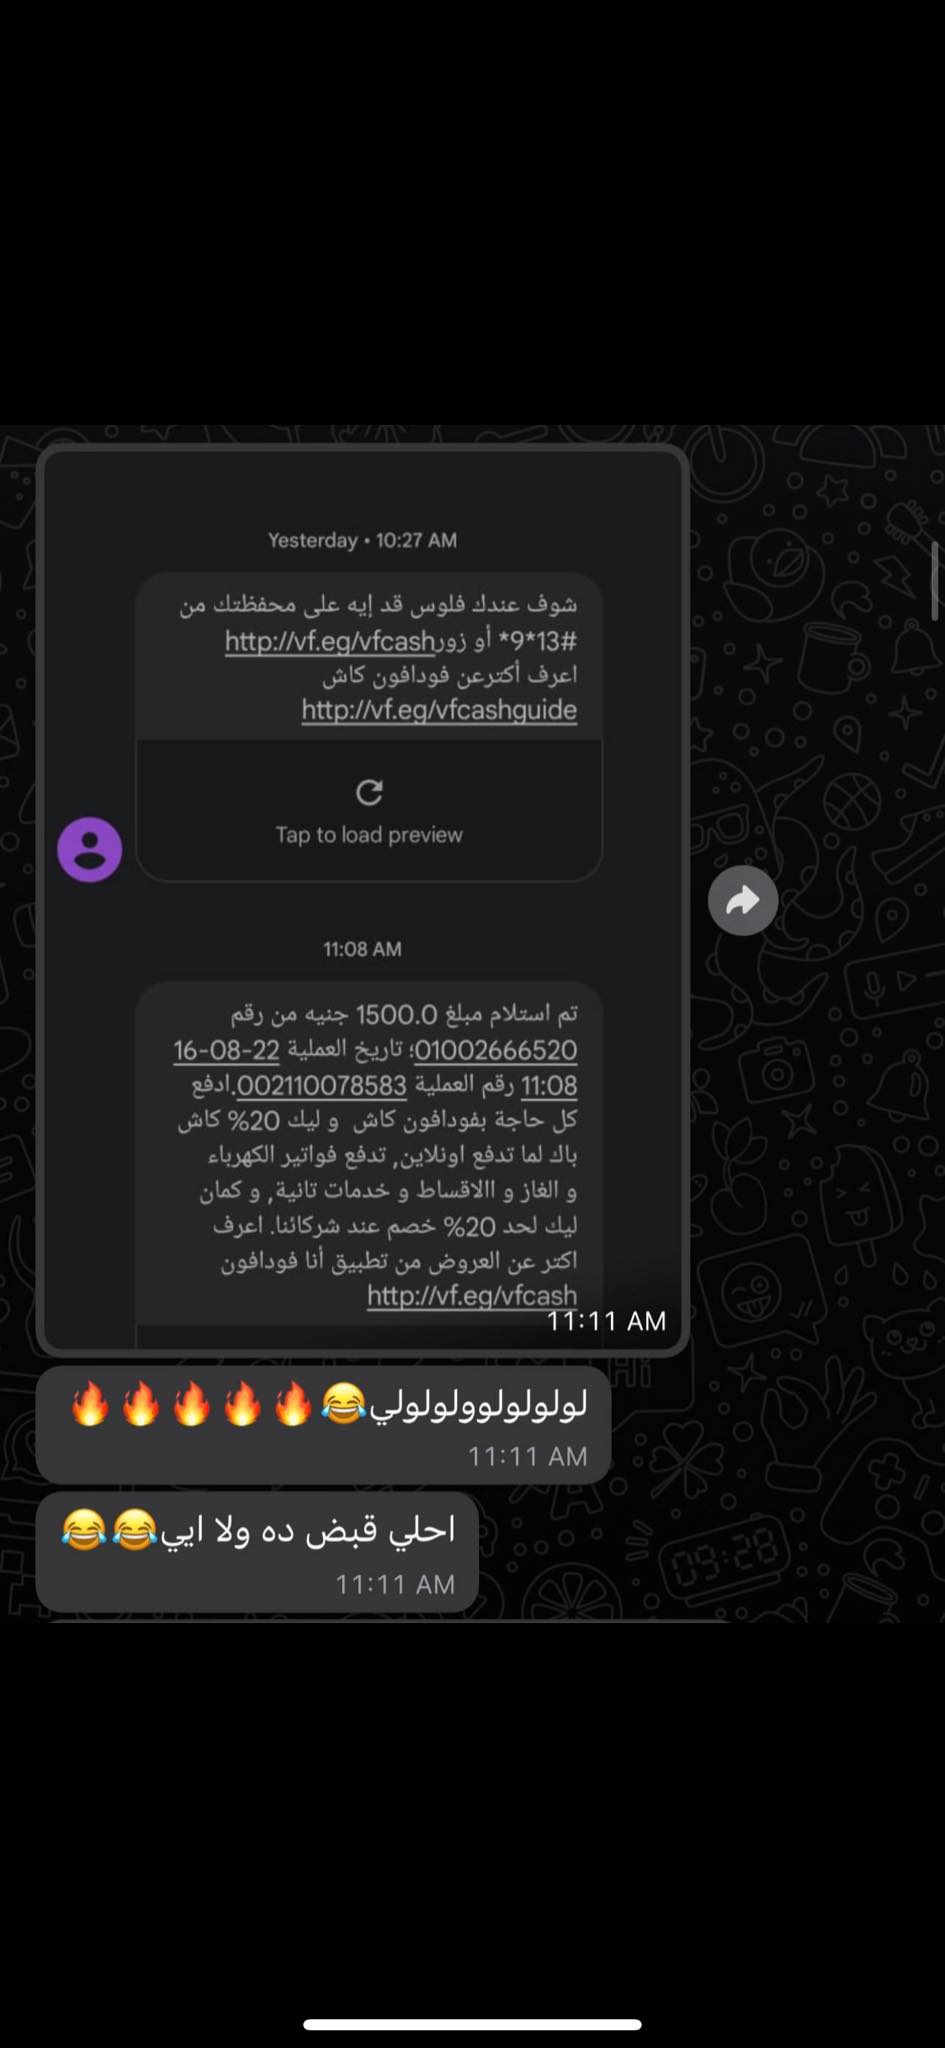 Yesterday • 10:27 AM
شوف عندك فلوس قد إيه على محفظتك من
#13*9* أو زور http://vf.eg/vfcash
اعرف أكترعن فودافون كاش
http://vf.eg/vfcashguide
Tap to load preview
11:08 AM
تم استلام مبلغ 1500.0 جنيه من رقم
01002666520؛ تاريخ العملية 22-08-16
11:08 رقم العملية 002110078583.ادفع
كل حاجة بفودافون كاش و ليك 20% كاش
باك لما تدفع اونلاين, تدفع فواتير الكهرباء
و الغاز و االاقساط و خدمات تانية, و كمان
ليك لحد 20% خصم عند شركائنا. اعرف
اكتر عن العروض من تطبيق أنا فودافون
http://vf.eg/vfcash
11:11 AM
لولولولوولولولي😂🔥🔥🔥🔥🔥
11:11 AM
احلي قبض ده ولا ايي😂😂
11:11 AM